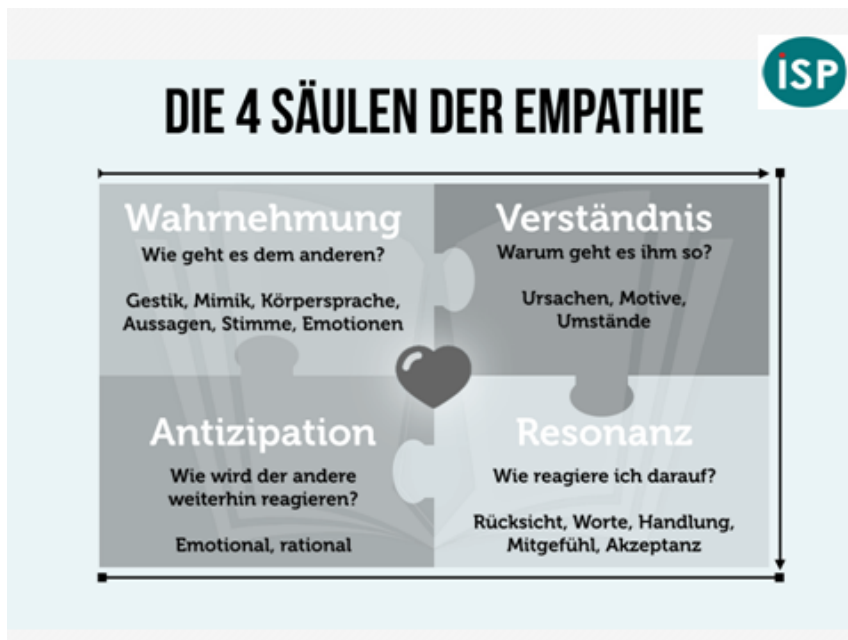 iSP
DIE 4 SÄULEN DER EMPATHIE
Wahrnehmung
Wie geht es dem anderen?
Gestik, Mimik, Körpersprache,
Aussagen, Stimme, Emotionen
Verständnis
Warum geht es ihm so?
Ursachen, Motive,
Umstände
Antizipation
Wie wird der andere
weiterhin reagieren?
Emotional, rational
Resonanz
Wie reagiere ich darauf?
Rücksicht, Worte, Handlung,
Mitgefühl, Akzeptanz